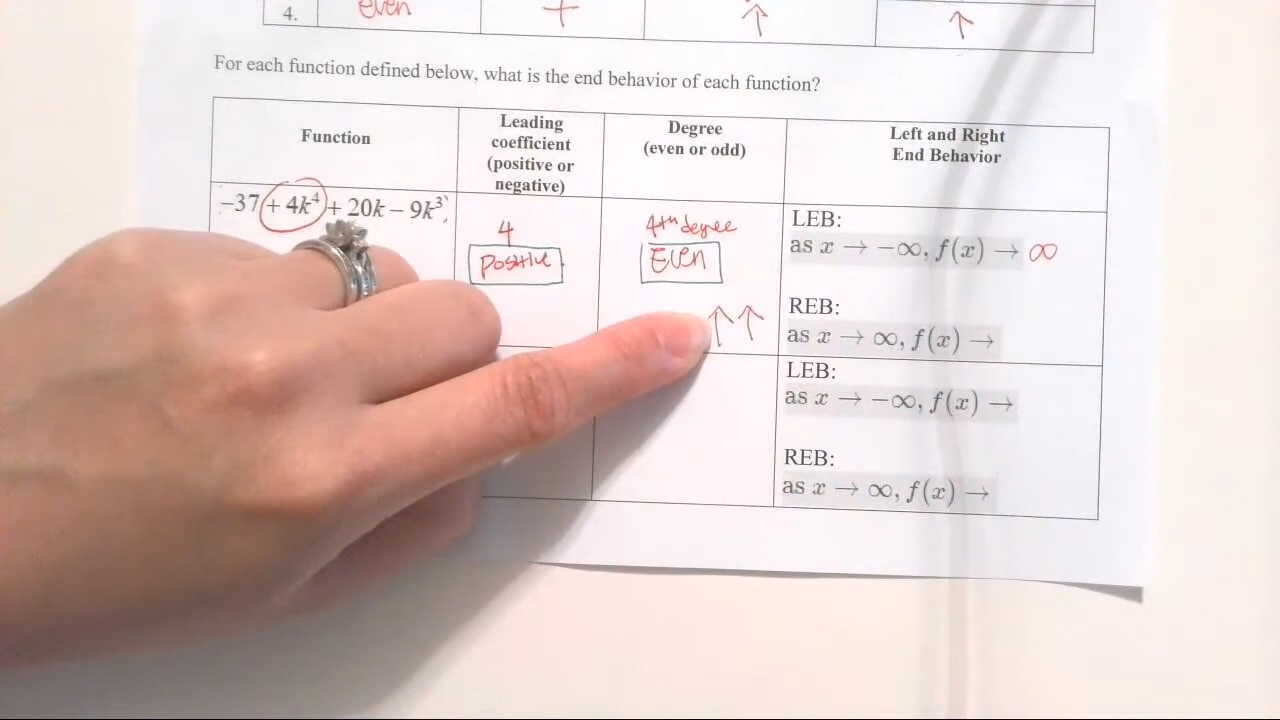 4. even + ↑ ↑
For each function defined below, what is the end behavior of each function?
Function
Leading
coefficient
(positive or
negative)
Degree
(even or odd)
Left and Right
End Behavior
−37 + 4k⁴ + 20k − 9k³
4
positive
4th degree
Even
↑ ↑
LEB:
as x → −∞, f(x) → ∞
REB:
as x → ∞, f(x) →
LEB:
as x → −∞, f(x) →
REB:
as x → ∞, f(x) →